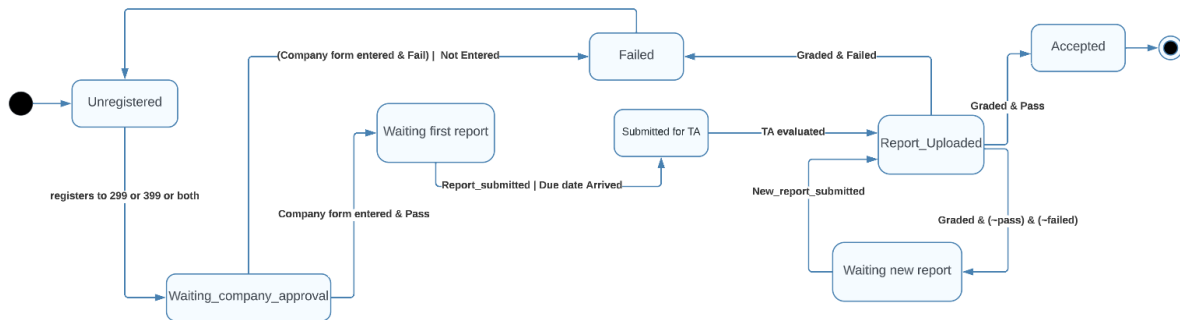 Failed
Accepted
(Company form entered & Fail) |  Not Entered
Graded & Failed
Unregistered
Graded & Pass
Waiting first report
Submitted for TA
TA evaluated
Report_Uploaded
Report_submitted | Due date Arrived
New_report_submitted
registers to 299 or 399 or both
Company form entered & Pass
Graded & (~pass) & (~failed)
Waiting new report
Waiting_company_approval